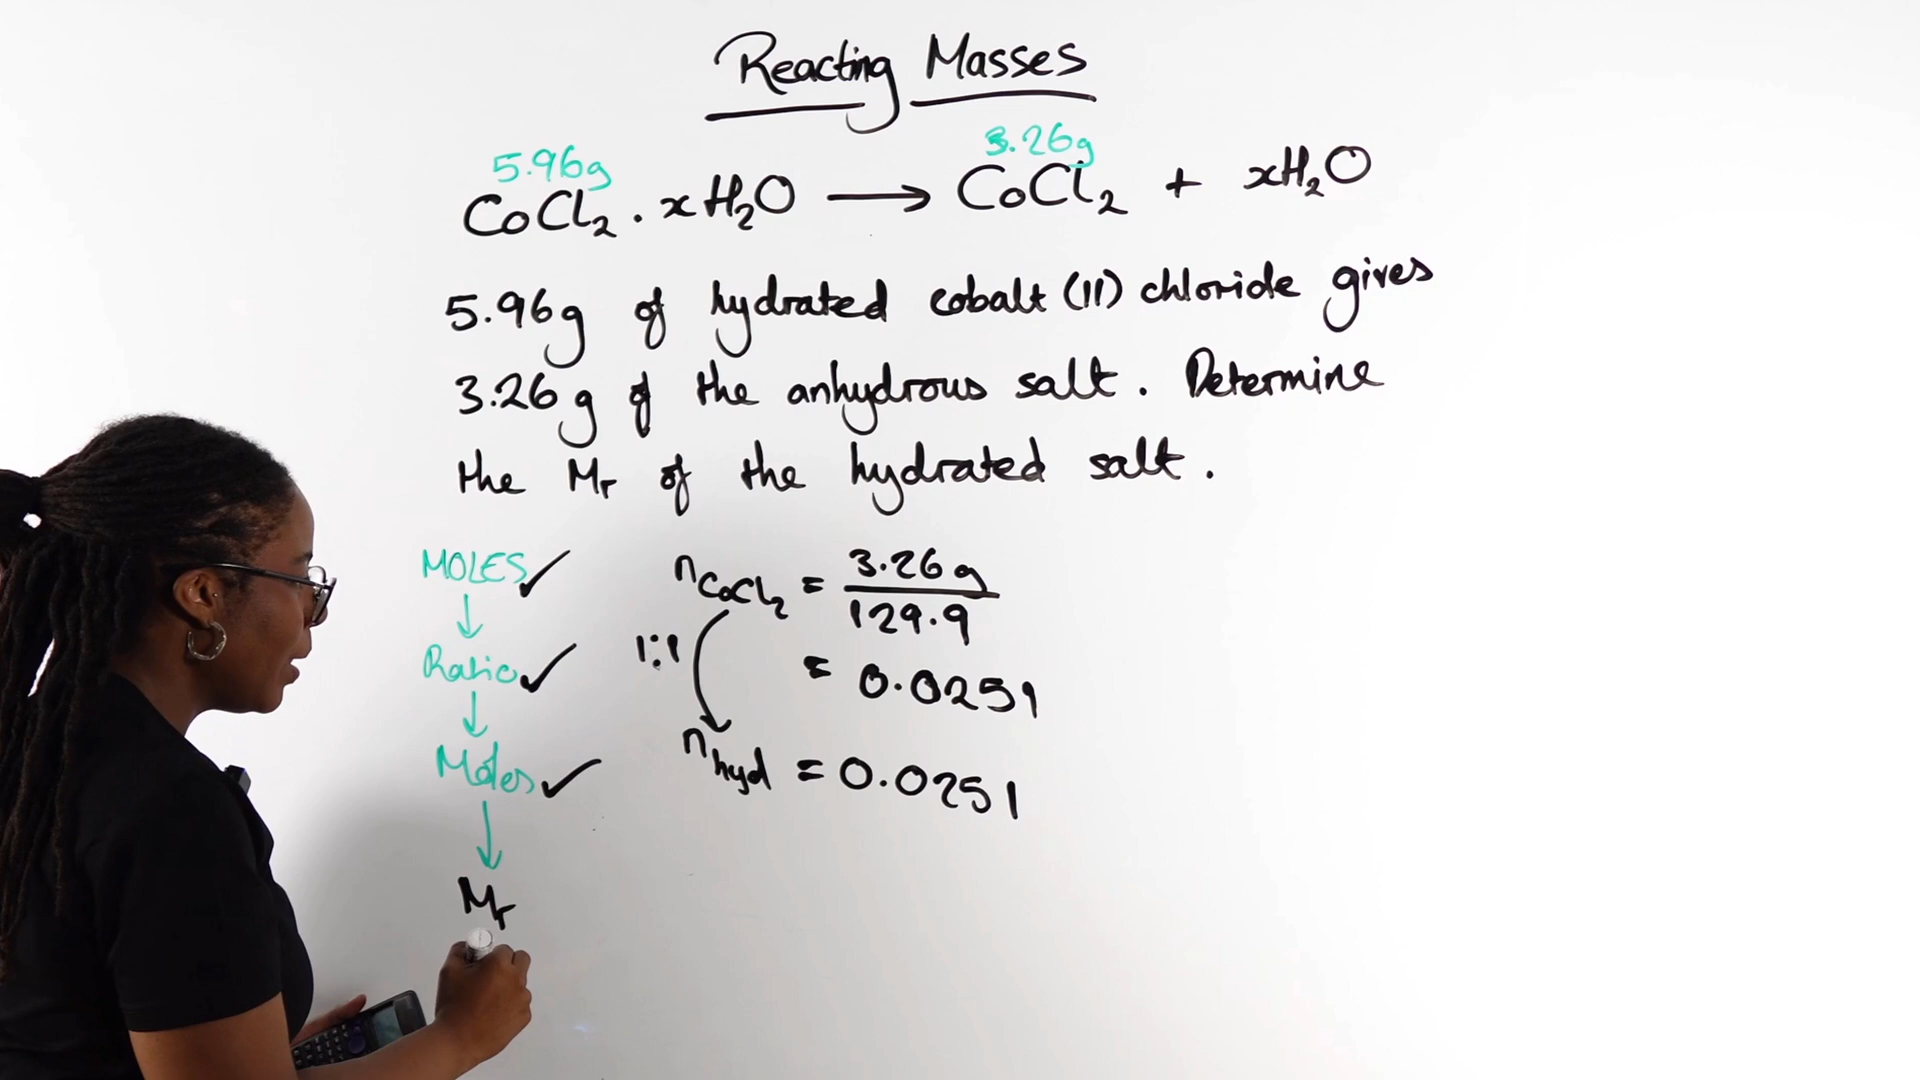 Reacting Masses
5.96g 3.26g
CoCl₂ . xH₂O ⟶ CoCl₂ + xH₂O
5.96g of hydrated cobalt (II) chloride gives
3.26g of the anhydrous salt. Determine
the Mr of the hydrated salt.
MOLES ✓
↓
Ratio ✓
↓
Moles ✓
↓
Mr
nCoCl₂ = 3.26g / 129.9
1:1
= 0.0251
nhyd = 0.0251